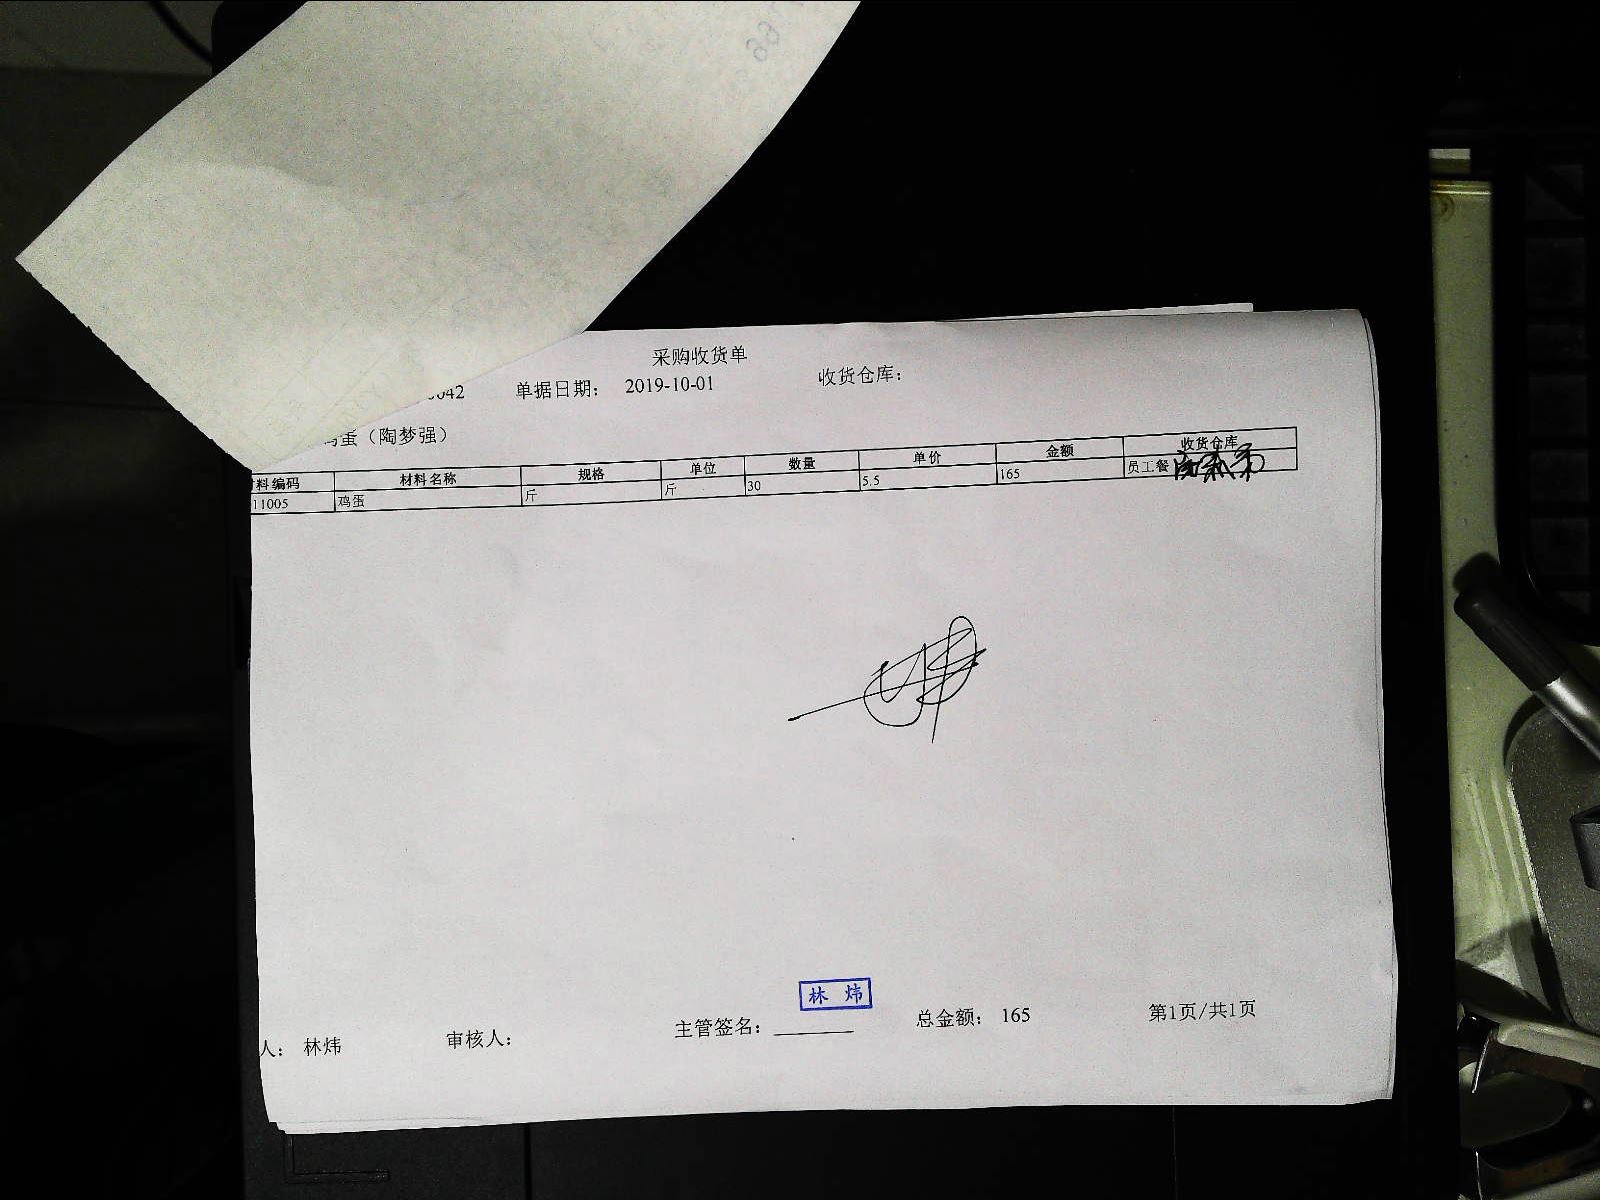 采购收货单
042 单据日期： 2019-10-01 收货仓库：
鸡蛋（陶梦强）
料编码 材料名称 规格 单位 数量 单价 金额 收货仓库
11005 鸡蛋 斤 斤 30 5.5 165 员工餐
林 炜
人： 林炜 审核人： 主管签名： 总金额： 165 第1页/共1页